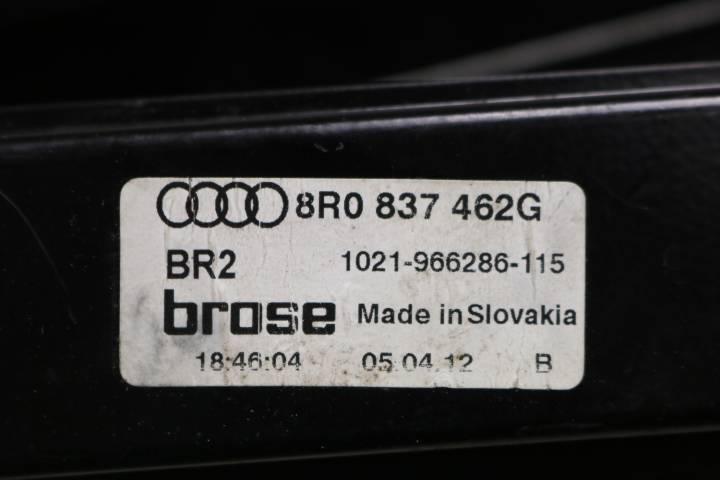 8R0 837 462G
BR2 1021-966286-115
brose Made in Slovakia
18:46:04 05.04.12 B